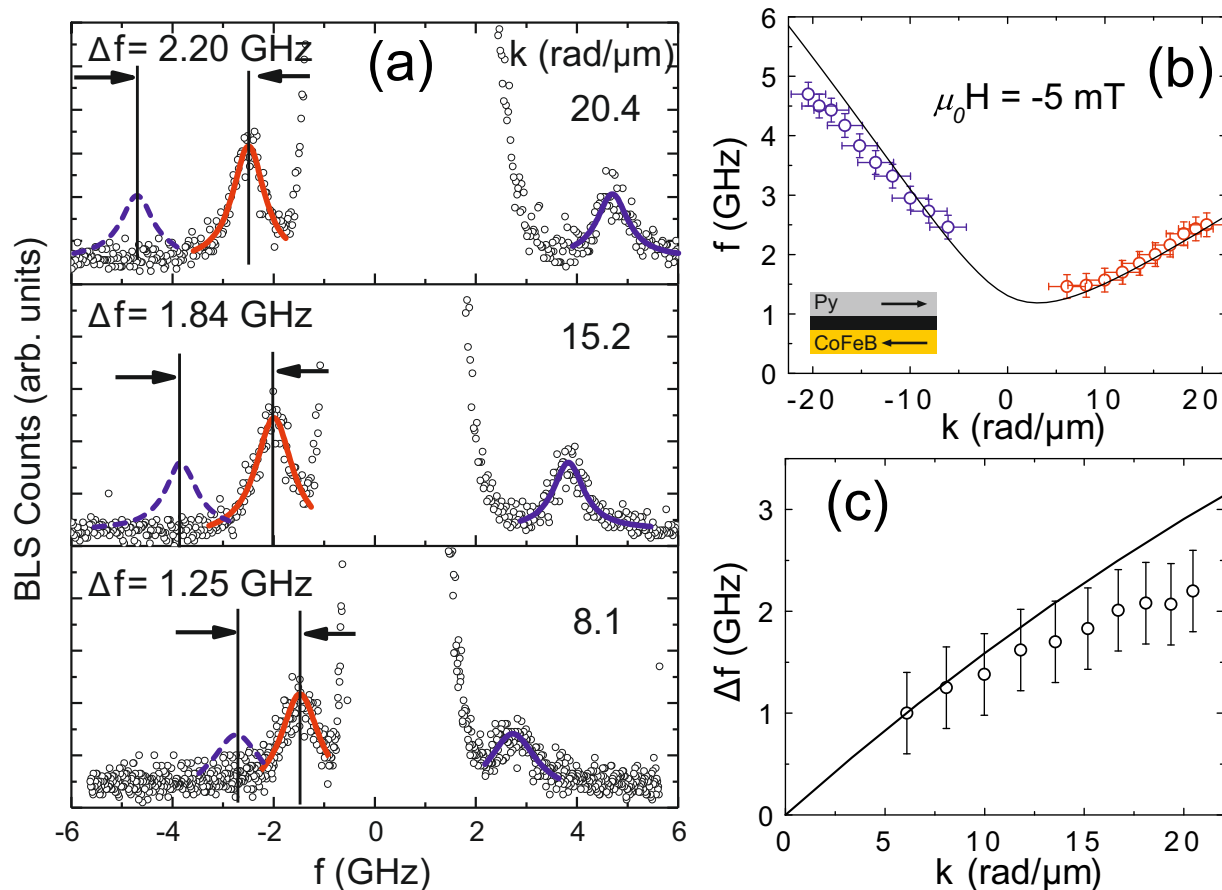 (a)
k (rad/µm)
Δf= 2.20 GHz
20.4
Δf= 1.84 GHz
15.2
Δf= 1.25 GHz
8.1
BLS Counts (arb. units)
-6 -4 -2 0 2 4 6
f (GHz)
(b)
μ₀H = -5 mT
6
5
4
3
2
1
0
f (GHz)
Py
CoFeB
-20 -10 0 10 20
k (rad/µm)
(c)
3
2
1
0
Δf (GHz)
0 5 10 15 20
k (rad/µm)